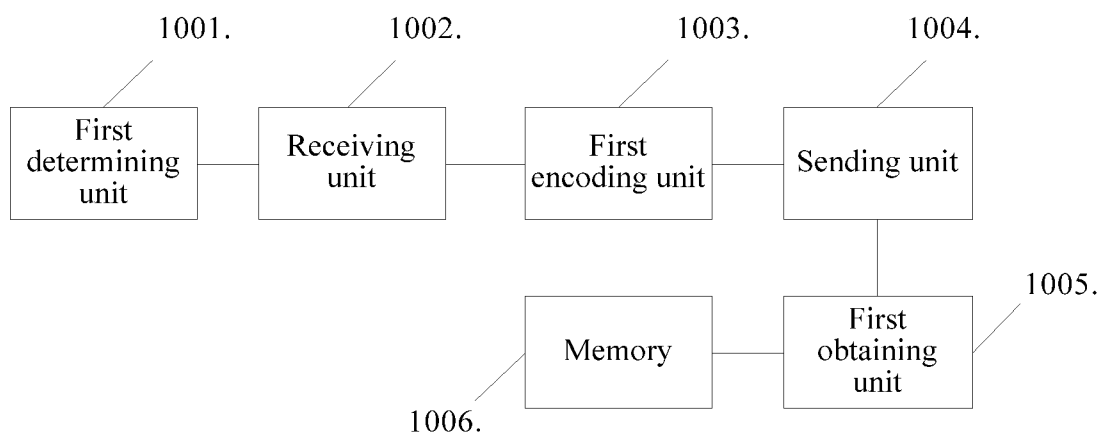 1001.
1002.
1003.
1004.
First
determining
unit
Receiving
unit
First
encoding unit
Sending unit
1005.
Memory
First
obtaining
unit
1006.